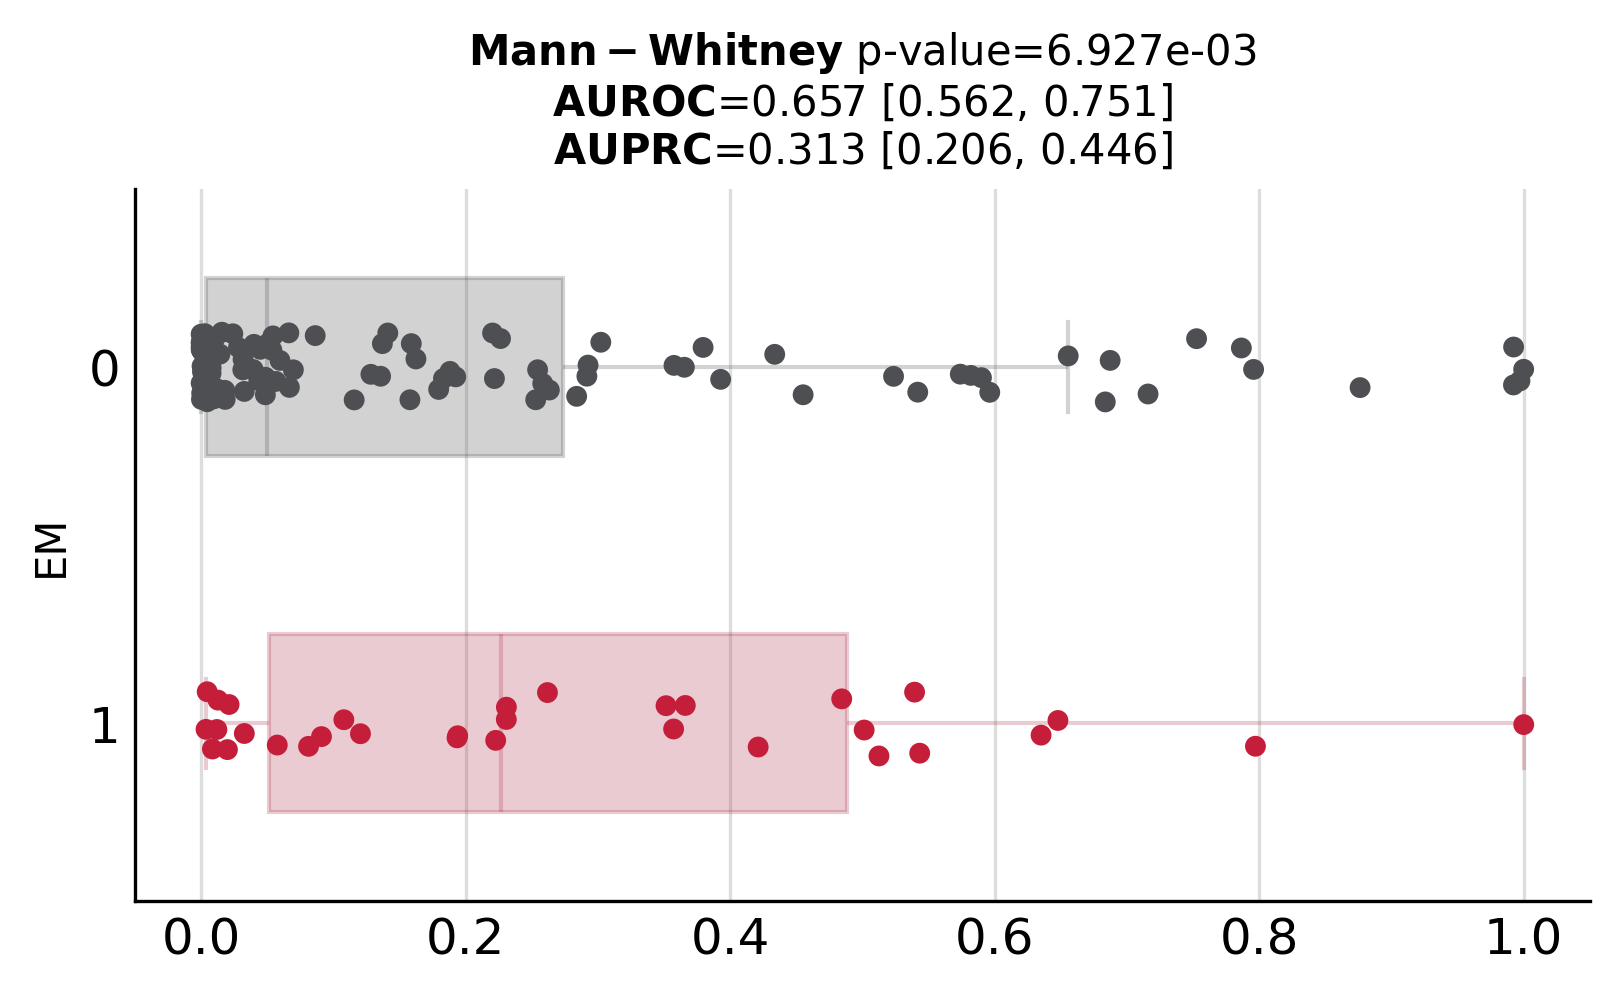 Mann − Whitney p-value=6.927e-03
AUROC=0.657 [0.562, 0.751]
AUPRC=0.313 [0.206, 0.446]
0
EM
1
0.0 0.2 0.4 0.6 0.8 1.0